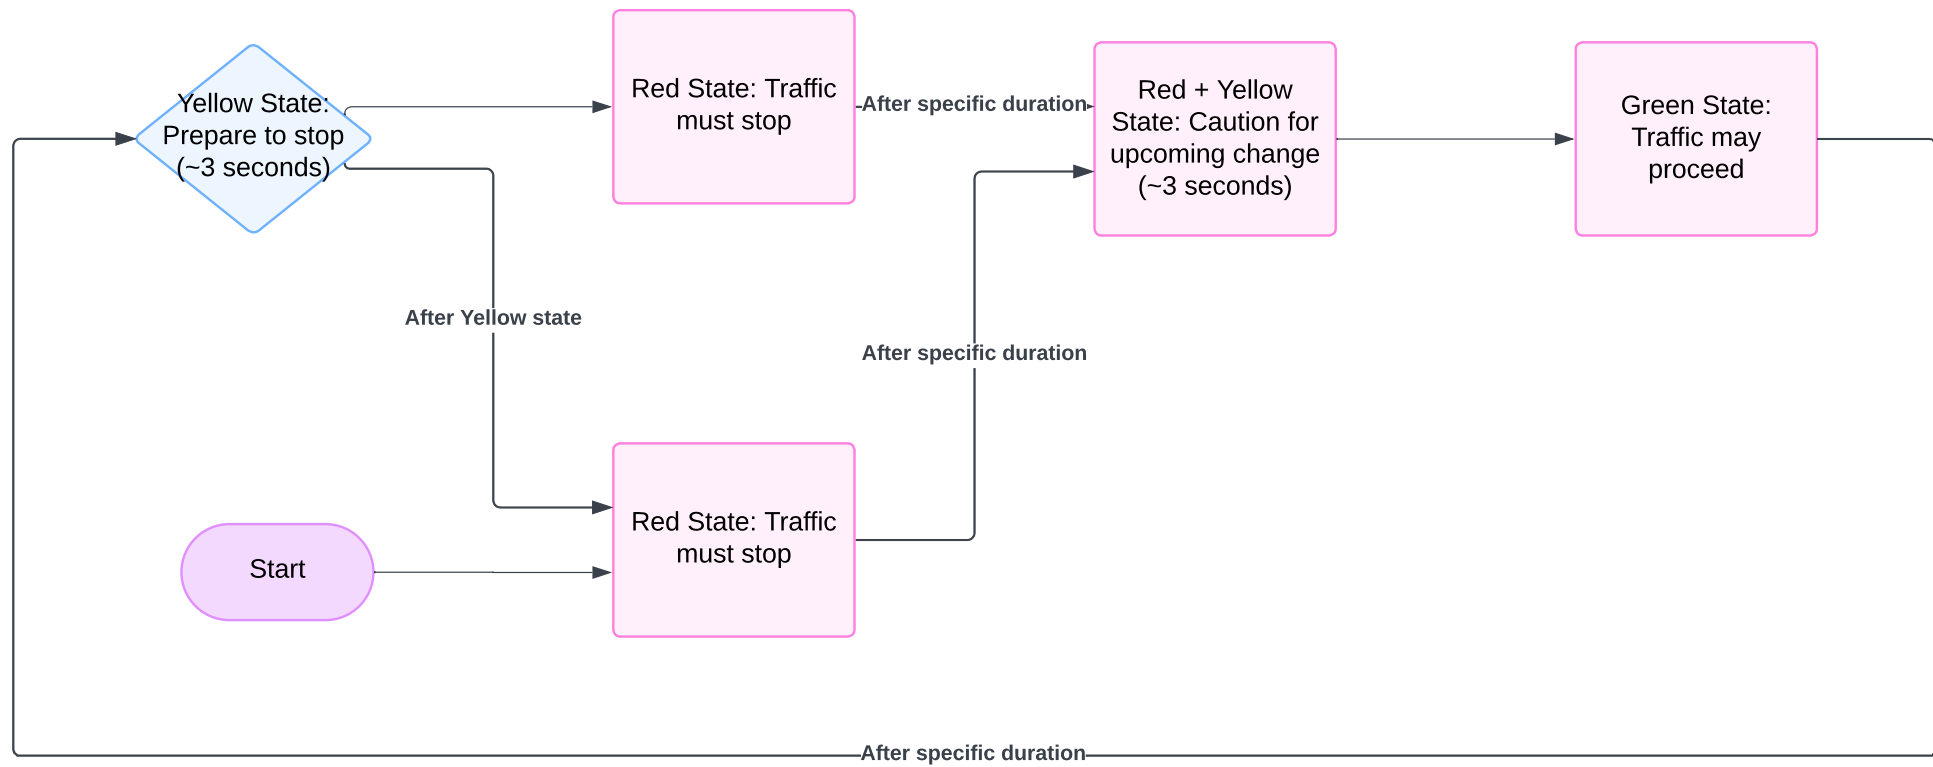 Yellow State:
Prepare to stop
(~3 seconds)
Red State: Traffic
must stop
After specific duration
Red + Yellow
State: Caution for
upcoming change
(~3 seconds)
Green State:
Traffic may
proceed
After Yellow state
After specific duration
Start
Red State: Traffic
must stop
After specific duration